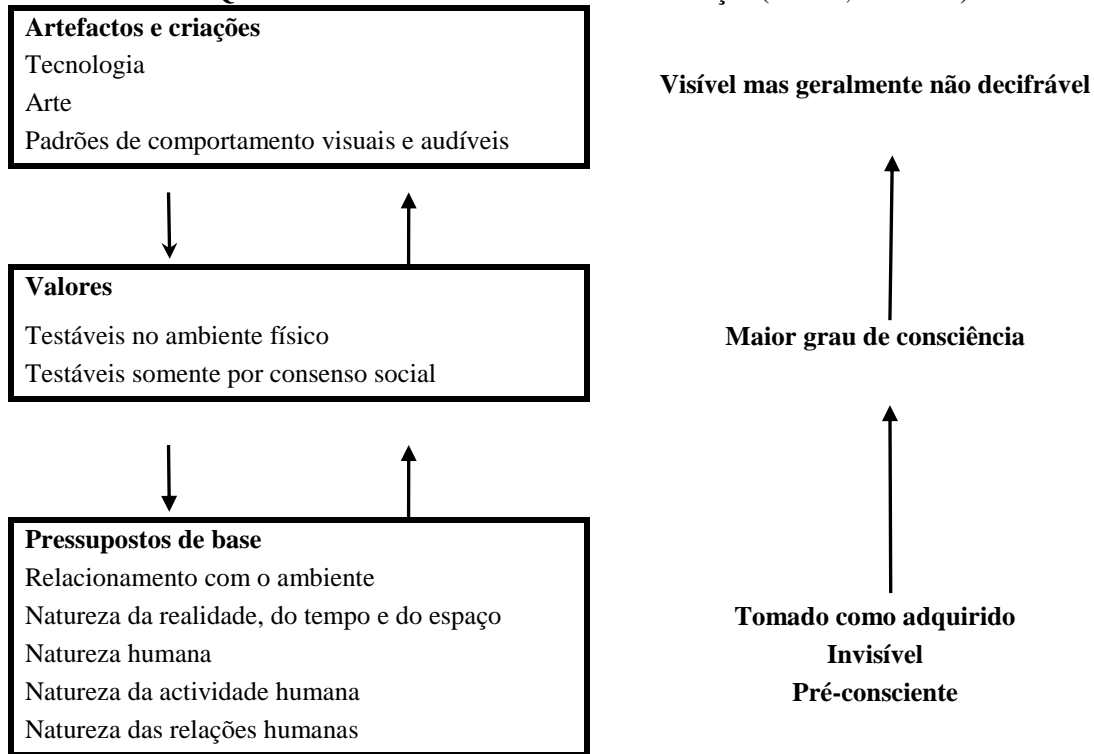 Artefactos e criações
Tecnologia
Arte
Padrões de comportamento visuais e audíveis
Visível mas geralmente não decifrável
Valores
Testáveis no ambiente físico
Testáveis somente por consenso social
Maior grau de consciência
Pressupostos de base
Relacionamento com o ambiente
Natureza da realidade, do tempo e do espaço
Natureza humana
Natureza da actividade humana
Natureza das relações humanas
Tomado como adquirido
Invisível
Pré-consciente